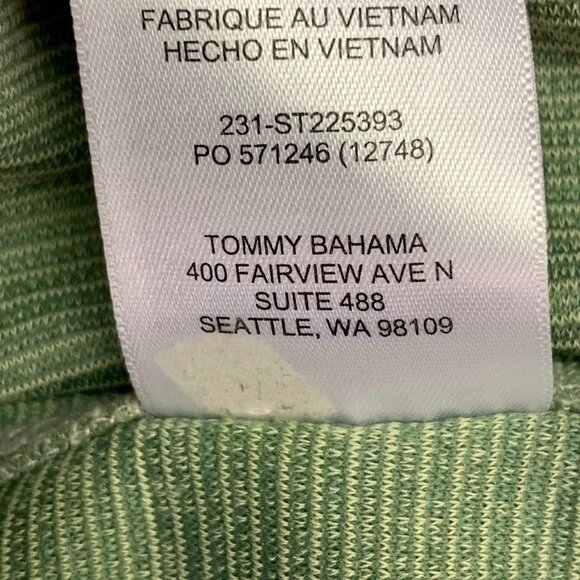 FABRIQUE AU VIETNAM
HECHO EN VIETNAM
231-ST225393
PO 571246 (12748)
TOMMY BAHAMA
400 FAIRVIEW AVE N
SUITE 488
SEATTLE, WA 98109